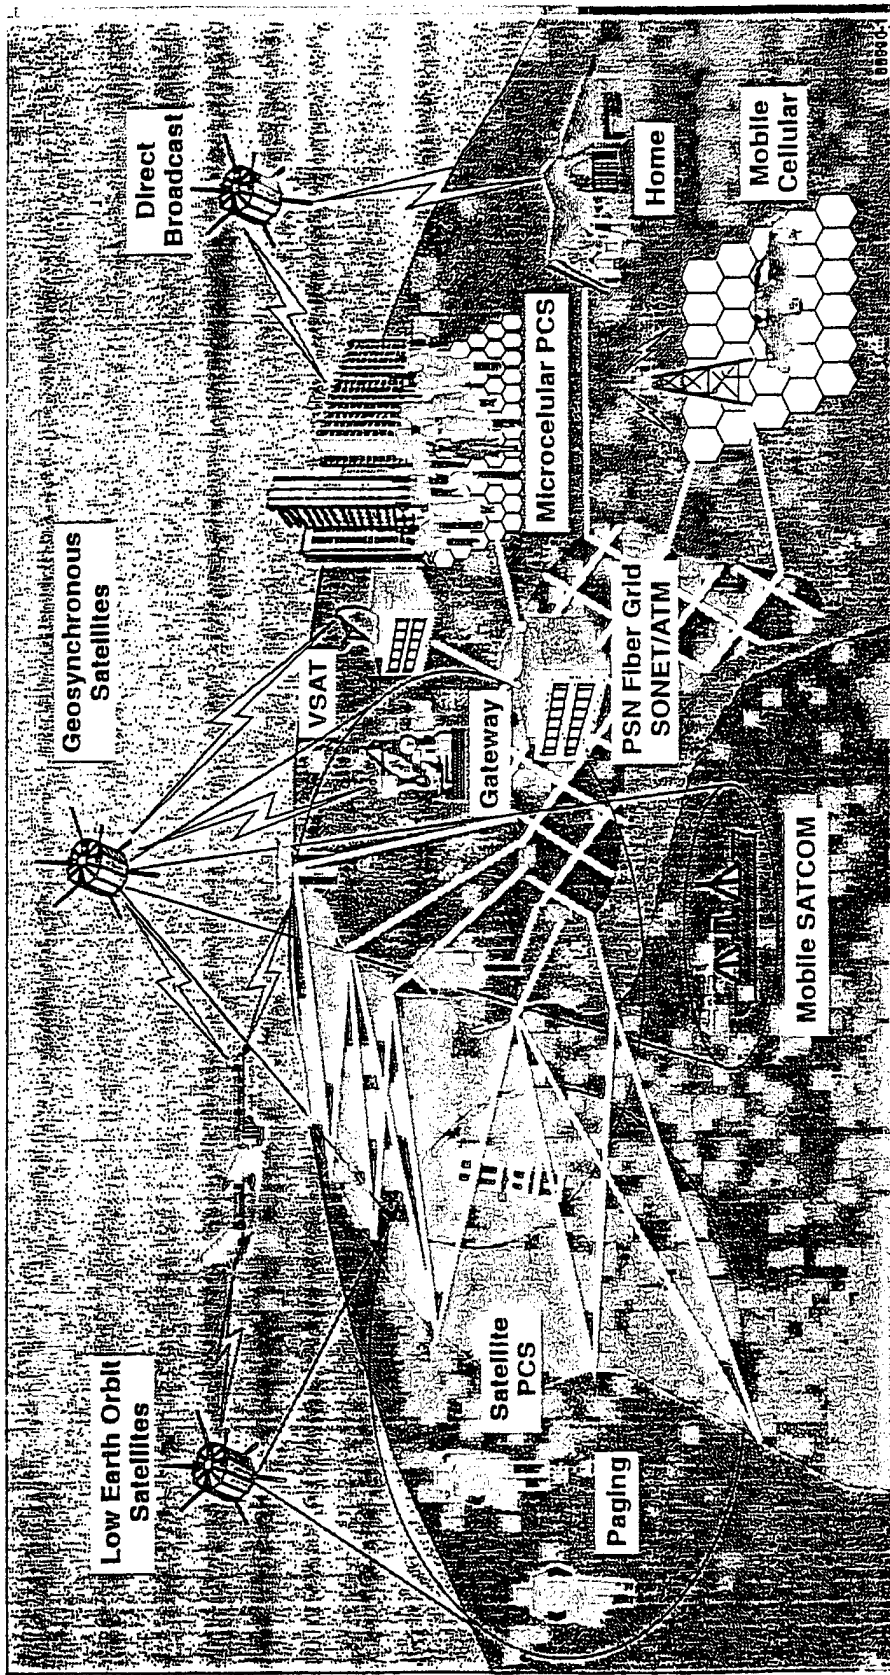 Low Earth Orbit
Satellites
Geosynchronous
Satellites
Direct
Broadcast
VSAT
Gateway
Satellite
PCS
Microcelular PCS
Paging
PSN Fiber Grid
SONET/ATM
Home
Mobile SATCOM
Mobile
Cellular